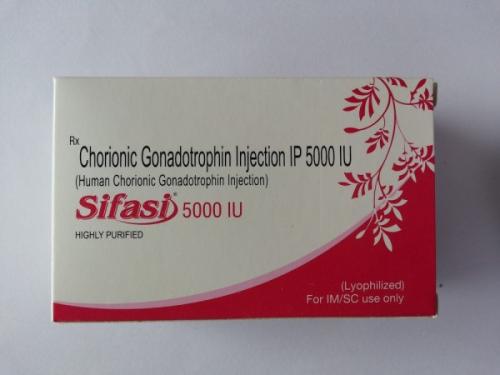 Rx Chorionic Gonadotrophin Injection IP 5000 IU
(Human Chorionic Gonadotrophin Injection)
Sifasi® 5000 IU
HIGHLY PURIFIED
(Lyophilized)
For IM/SC use only